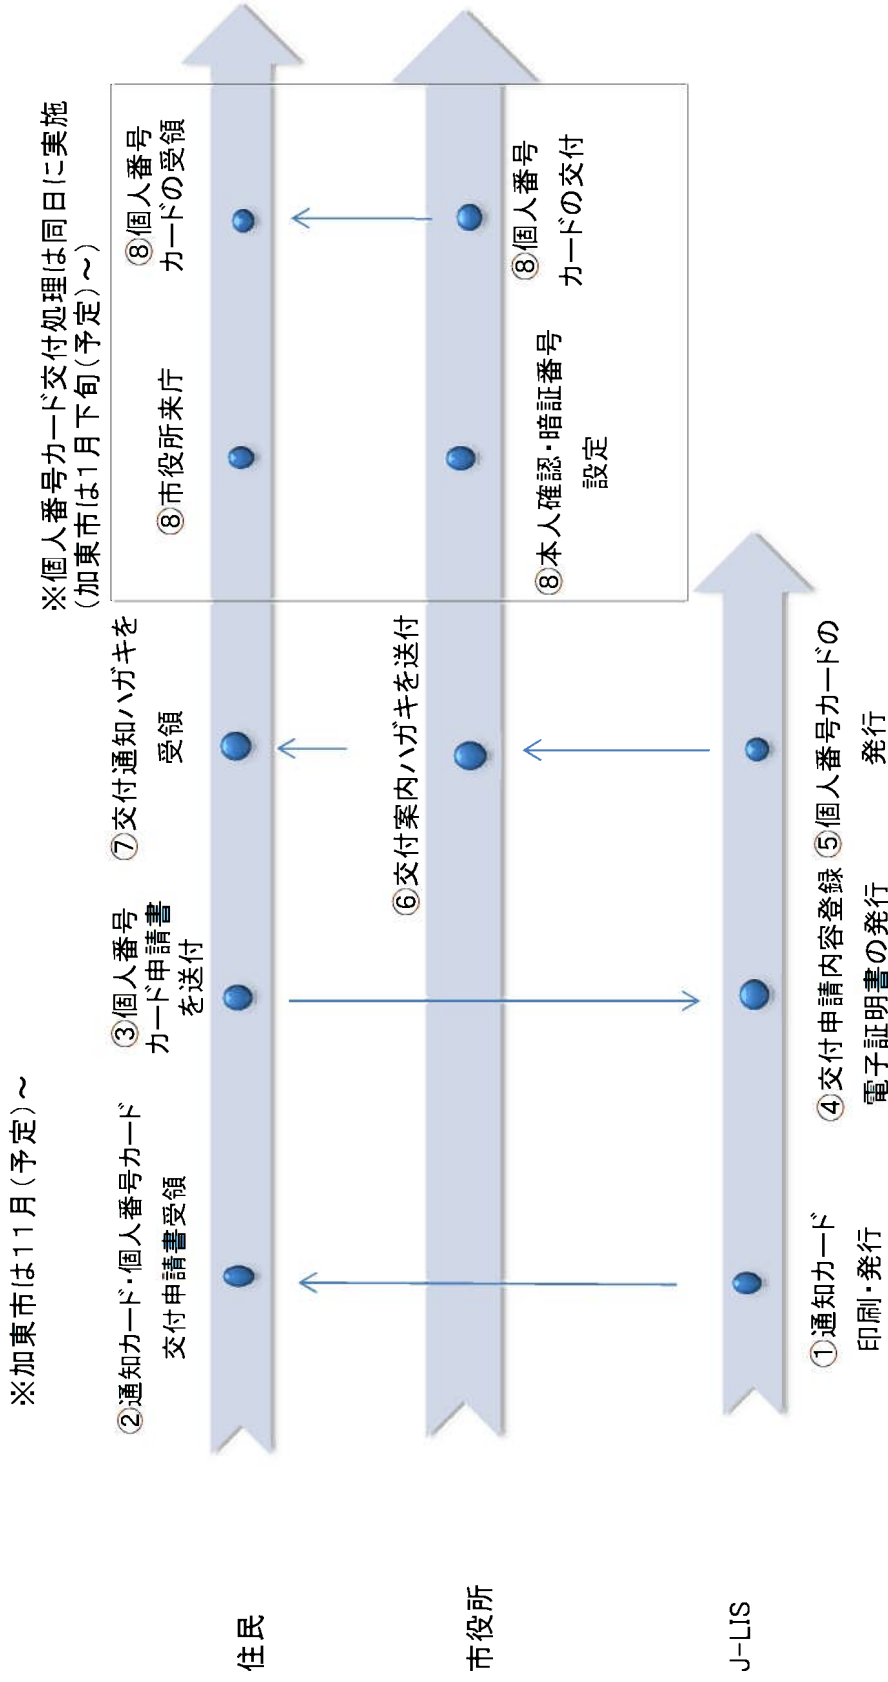 ※加東市は11月(予定)～
※個人番号カード交付処理は同日に実施
(加東市は1月下旬(予定)～)
住民
②通知カード・個人番号カード
交付申請書受領
③個人番号
カード申請書
を送付
⑦交付通知ハガキを
受領
⑧市役所来庁
⑧個人番号
カードの受領
市役所
⑥交付案内ハガキを送付
⑧本人確認・暗証番号
設定
⑧個人番号
カードの交付
J-LIS
①通知カード
印刷・発行
④交付申請内容登録
電子証明書の発行
⑤個人番号カードの
発行